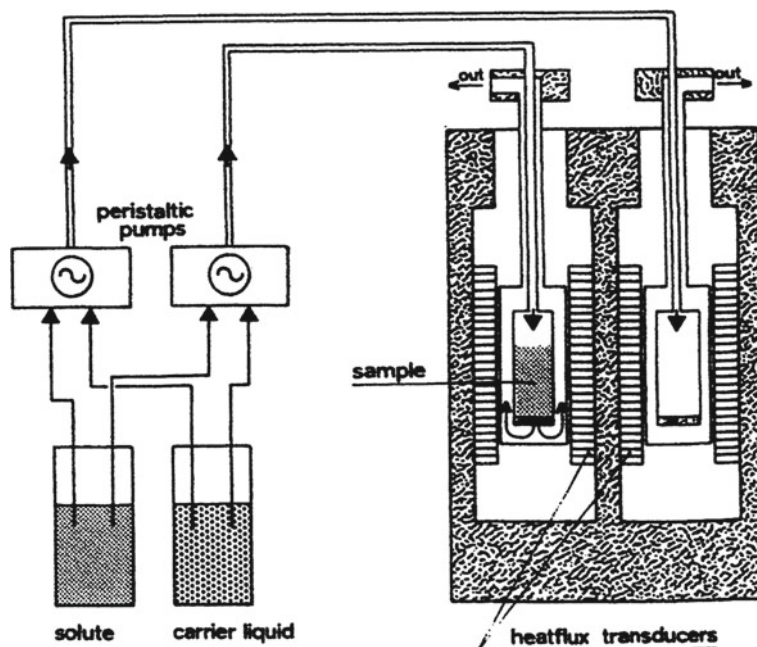 out
out
peristaltic
pumps
sample
solute
carrier liquid
heatflux transducers